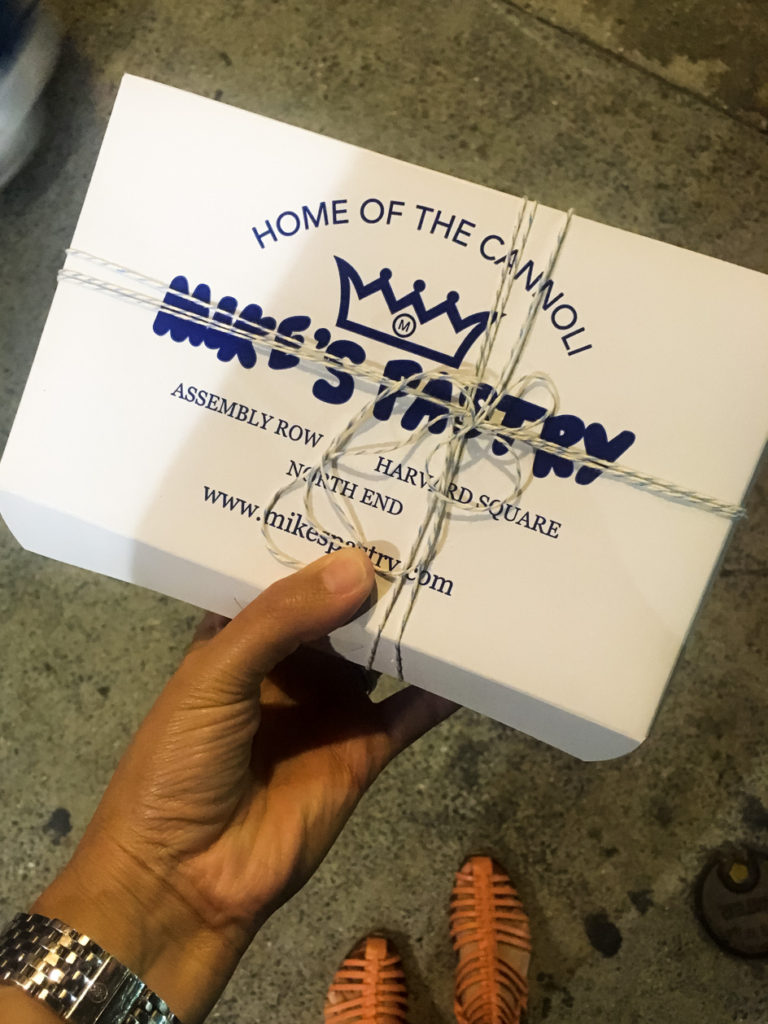 HOME OF THE CANNOLI
M
MIKE'S PASTRY
ASSEMBLY ROW
HARVARD SQUARE
NORTH END
www.mikespastry.com